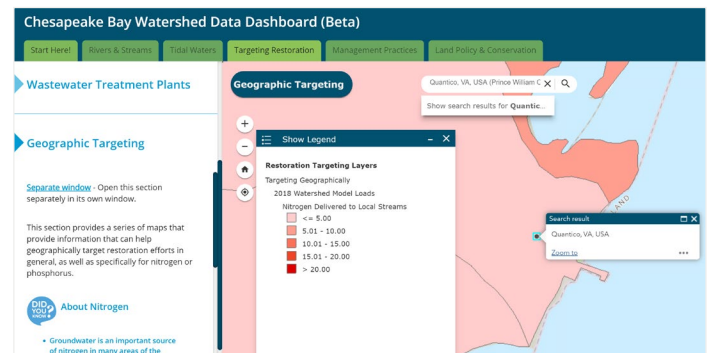 Chesapeake Bay Watershed Data Dashboard (Beta)
Start Here!
Rivers & Streams
Tidal Waters
Targeting Restoration
Management Practices
Land Policy & Conservation
Wastewater Treatment Plants
Geographic Targeting
Separate window - Open this section
separately in its own window.
This section provides a series of maps that
provide information that can help
geographically target restoration efforts in
general, as well as specifically for nitrogen or
phosphorus.
DID YOU KNOW?
About Nitrogen
• Groundwater is an important source
of nitrogen in many areas of the
Geographic Targeting
Quantico, VA, USA (Prince William C
Show search results for Quantic...
Show Legend
Restoration Targeting Layers
Targeting Geographically
2018 Watershed Model Loads
Nitrogen Delivered to Local Streams
<= 5.00
5.01 - 10.00
10.01 - 15.00
15.01 - 20.00
> 20.00
LAND
Search result
Quantico, VA, USA
Zoom to